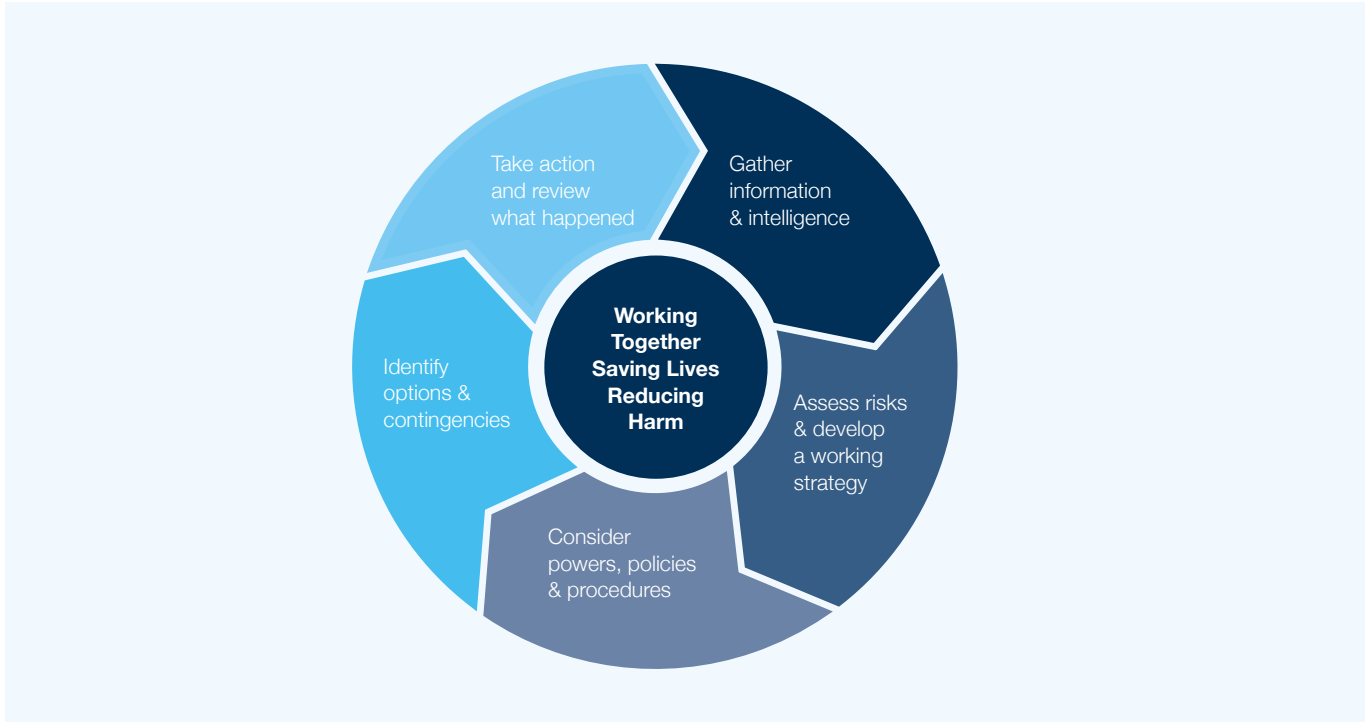 Take action
and review
what happened
Gather
information
& intelligence
Working
Together
Saving Lives
Reducing
Harm
Identify
options &
contingencies
Assess risks
& develop
a working
strategy
Consider
powers, policies
& procedures